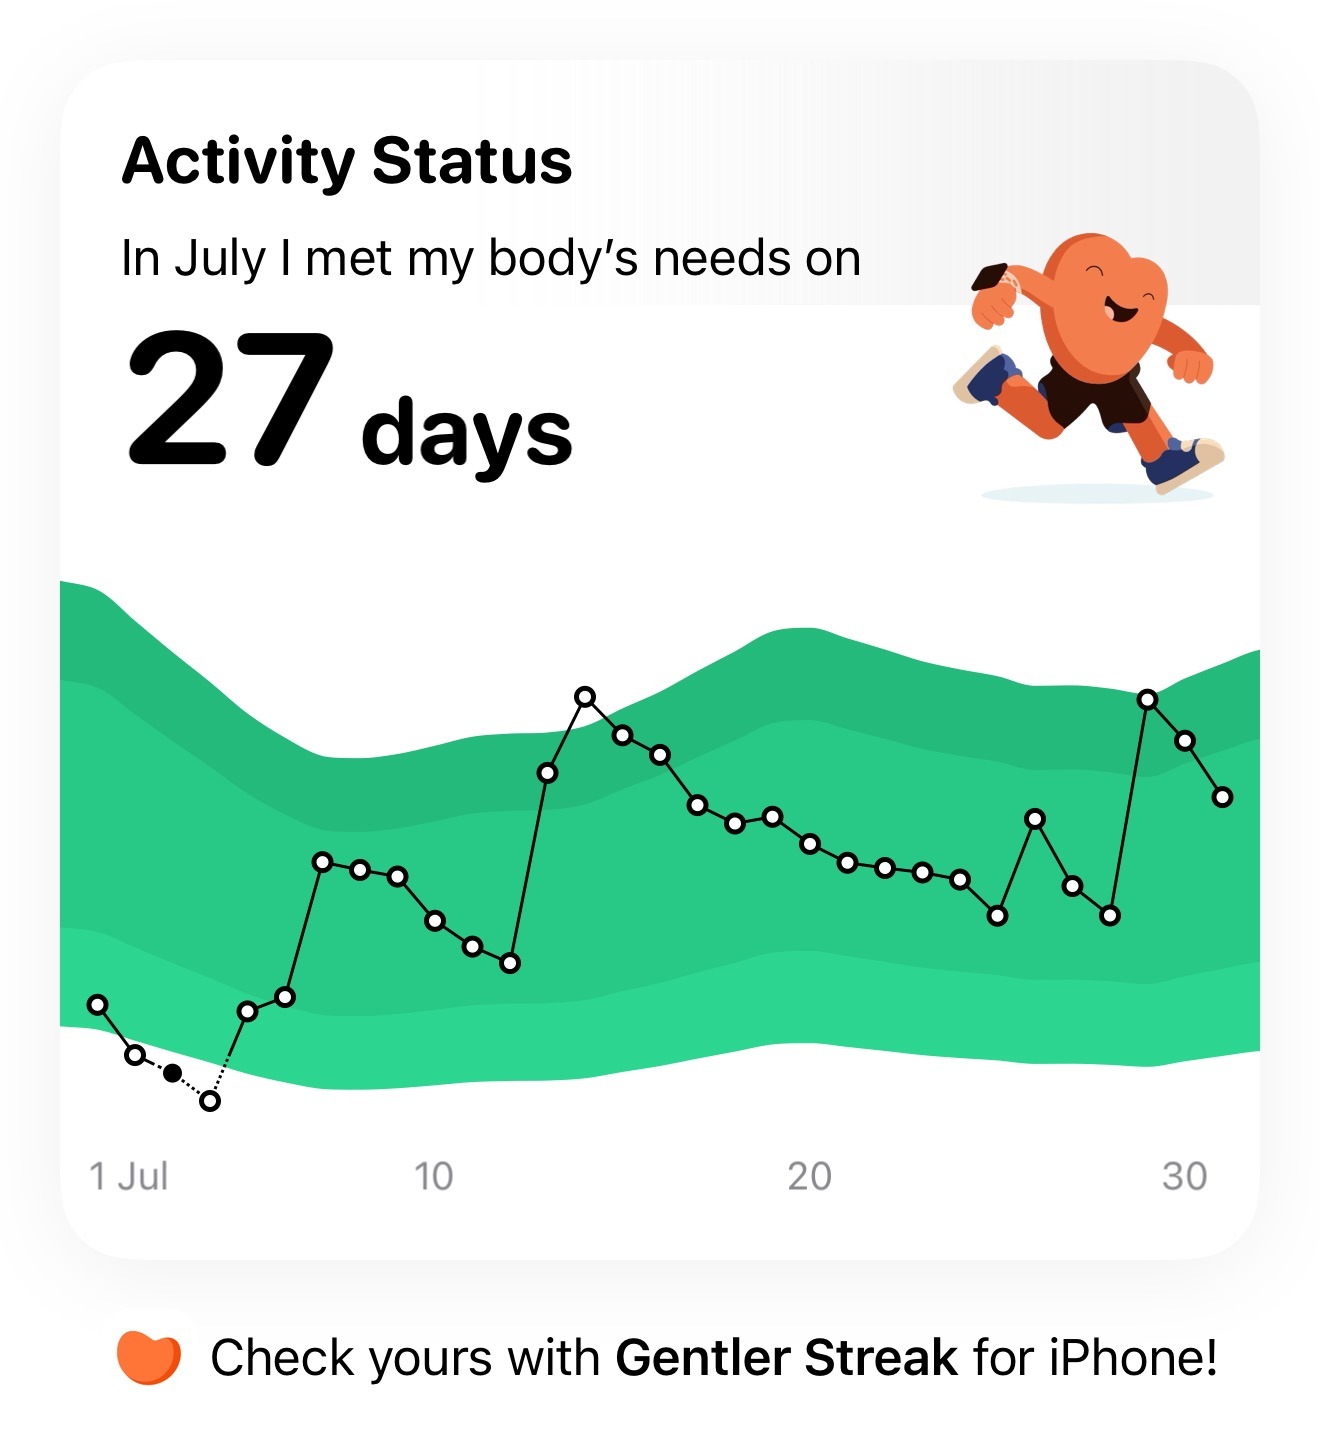 Activity Status
In July I met my body’s needs on
27 days
1 Jul 10 20 30
Check yours with Gentler Streak for iPhone!